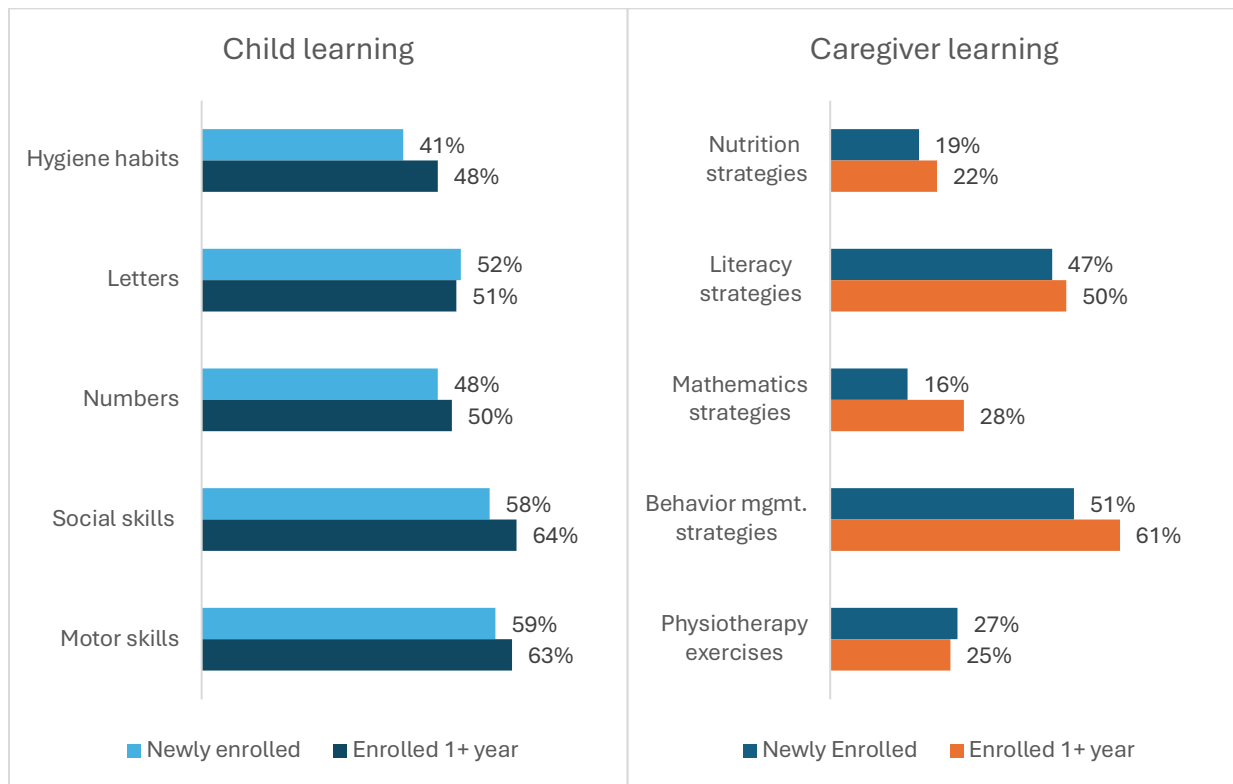 Child learning
Hygiene habits
41%
48%
Letters
52%
51%
Numbers
48%
50%
Social skills
58%
64%
Motor skills
59%
63%
Newly enrolled
Enrolled 1+ year
Caregiver learning
Nutrition
strategies
19%
22%
Literacy
strategies
47%
50%
Mathematics
strategies
16%
28%
Behavior mgmt.
strategies
51%
61%
Physiotherapy
exercises
27%
25%
Newly Enrolled
Enrolled 1+ year